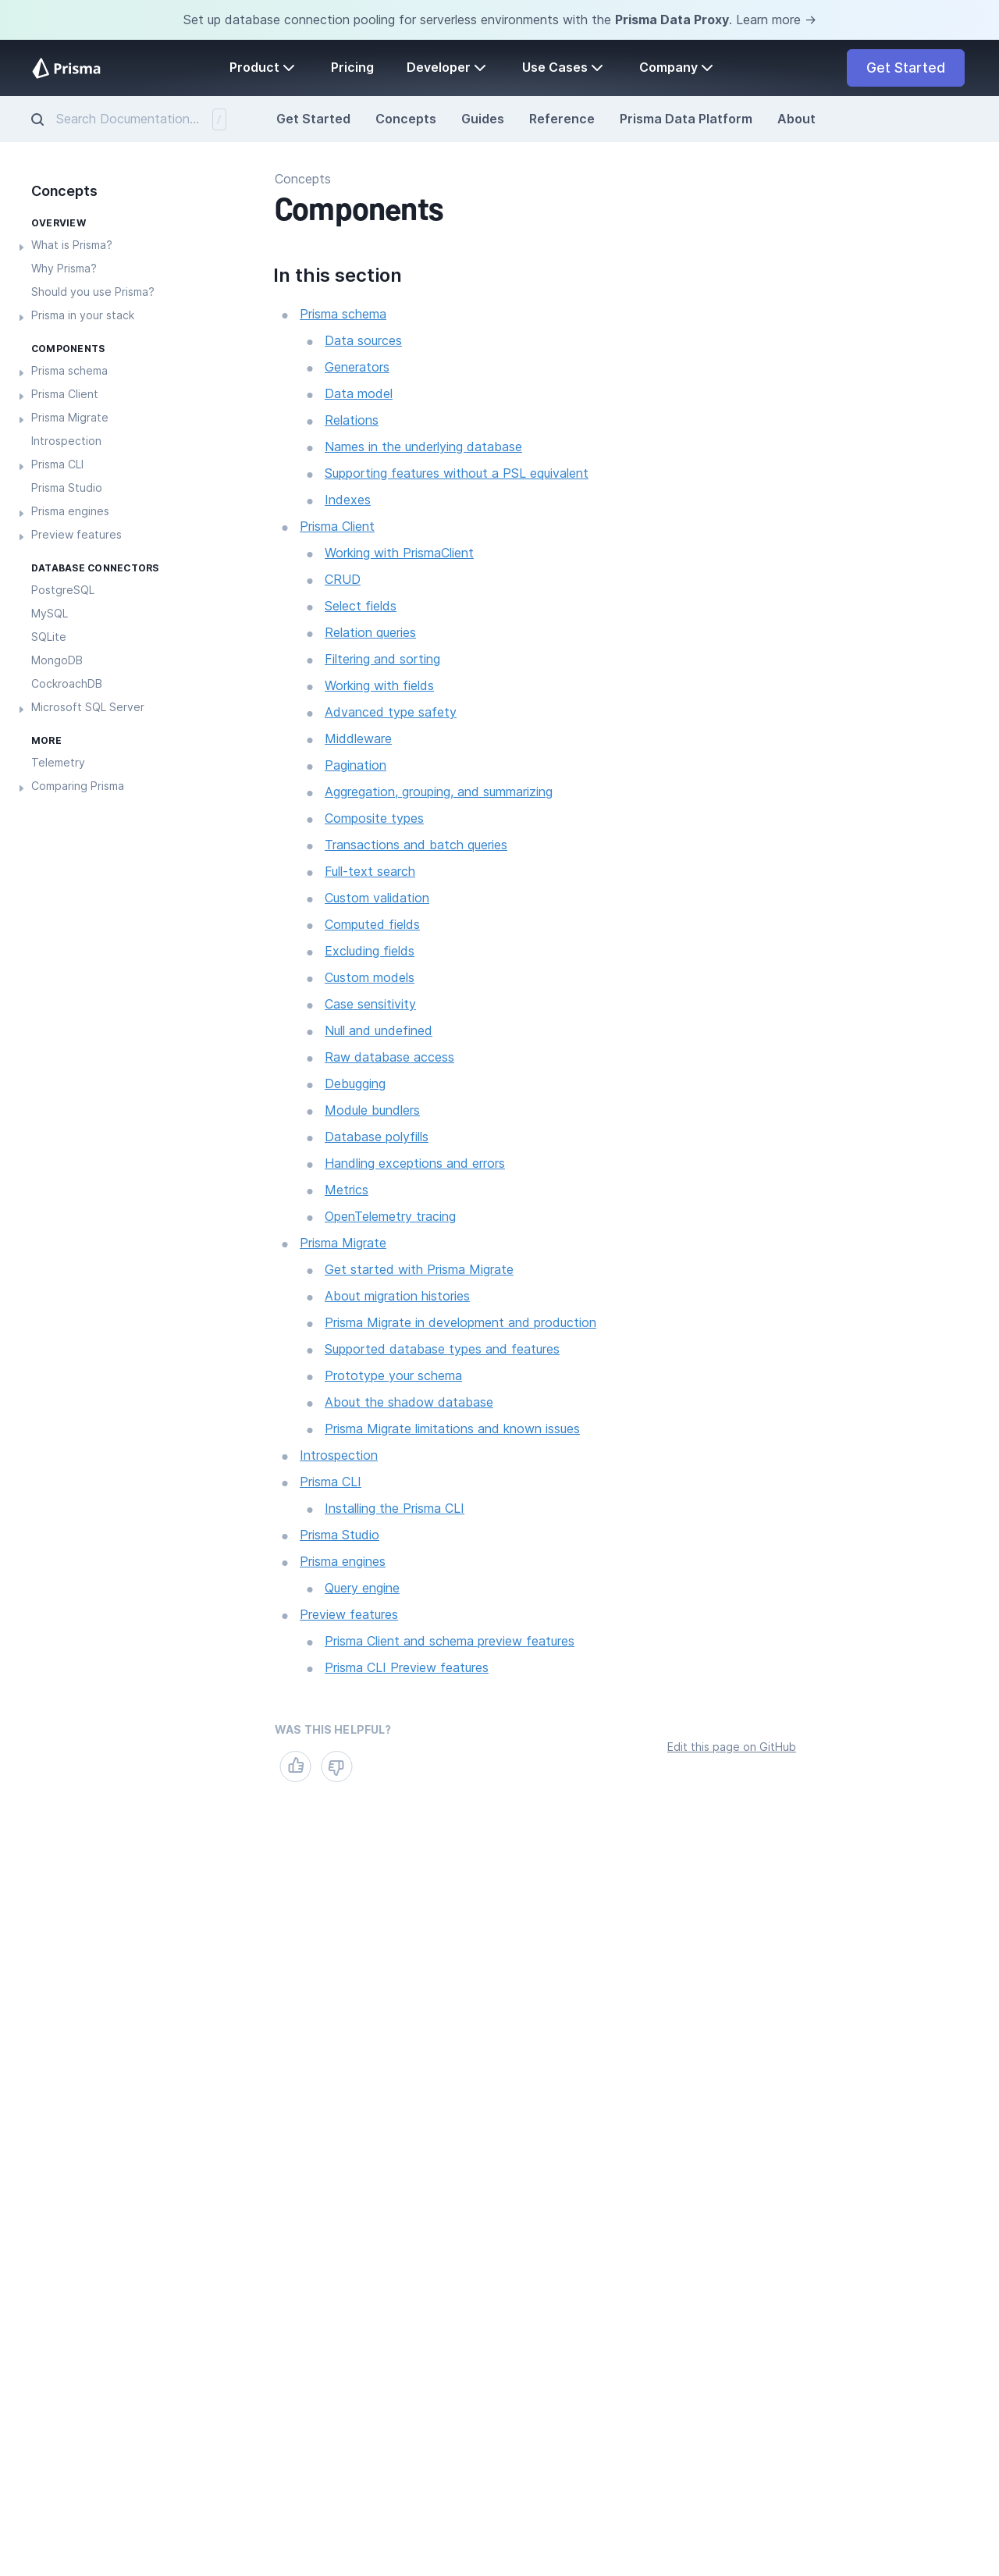 Set up database connection pooling for serverless environments with the Prisma Data Proxy. Learn more →
Prisma Product Pricing Developer Use Cases Company Get Started
Search Documentation... / Get Started Concepts Guides Reference Prisma Data Platform About
Concepts
OVERVIEW
What is Prisma?
Why Prisma?
Should you use Prisma?
Prisma in your stack
COMPONENTS
Prisma schema
Prisma Client
Prisma Migrate
Introspection
Prisma CLI
Prisma Studio
Prisma engines
Preview features
DATABASE CONNECTORS
PostgreSQL
MySQL
SQLite
MongoDB
CockroachDB
Microsoft SQL Server
MORE
Telemetry
Comparing Prisma
Concepts
Components
In this section
Prisma schema
Data sources
Generators
Data model
Relations
Names in the underlying database
Supporting features without a PSL equivalent
Indexes
Prisma Client
Working with PrismaClient
CRUD
Select fields
Relation queries
Filtering and sorting
Working with fields
Advanced type safety
Middleware
Pagination
Aggregation, grouping, and summarizing
Composite types
Transactions and batch queries
Full-text search
Custom validation
Computed fields
Excluding fields
Custom models
Case sensitivity
Null and undefined
Raw database access
Debugging
Module bundlers
Database polyfills
Handling exceptions and errors
Metrics
OpenTelemetry tracing
Prisma Migrate
Get started with Prisma Migrate
About migration histories
Prisma Migrate in development and production
Supported database types and features
Prototype your schema
About the shadow database
Prisma Migrate limitations and known issues
Introspection
Prisma CLI
Installing the Prisma CLI
Prisma Studio
Prisma engines
Query engine
Preview features
Prisma Client and schema preview features
Prisma CLI Preview features
WAS THIS HELPFUL?
Edit this page on GitHub